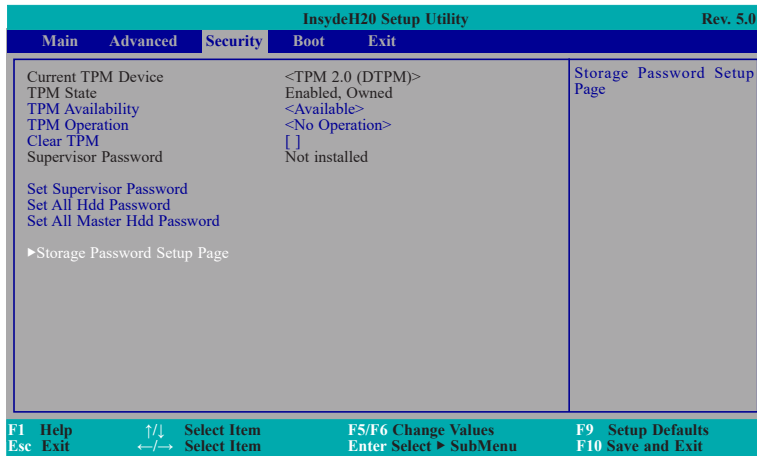 InsydeH20 Setup Utility Rev. 5.0
Main Advanced Security Boot Exit
Current TPM Device <TPM 2.0 (DTPM)>
TPM State Enabled, Owned
TPM Availability <Available>
TPM Operation <No Operation>
Clear TPM [ ]
Supervisor Password Not installed
Set Supervisor Password
Set All Hdd Password
Set All Master Hdd Password
▶Storage Password Setup Page
Storage Password Setup
Page
F1 Help ↑/↓ Select Item F5/F6 Change Values F9 Setup Defaults
Esc Exit ←/→ Select Item Enter Select ▶ SubMenu F10 Save and Exit